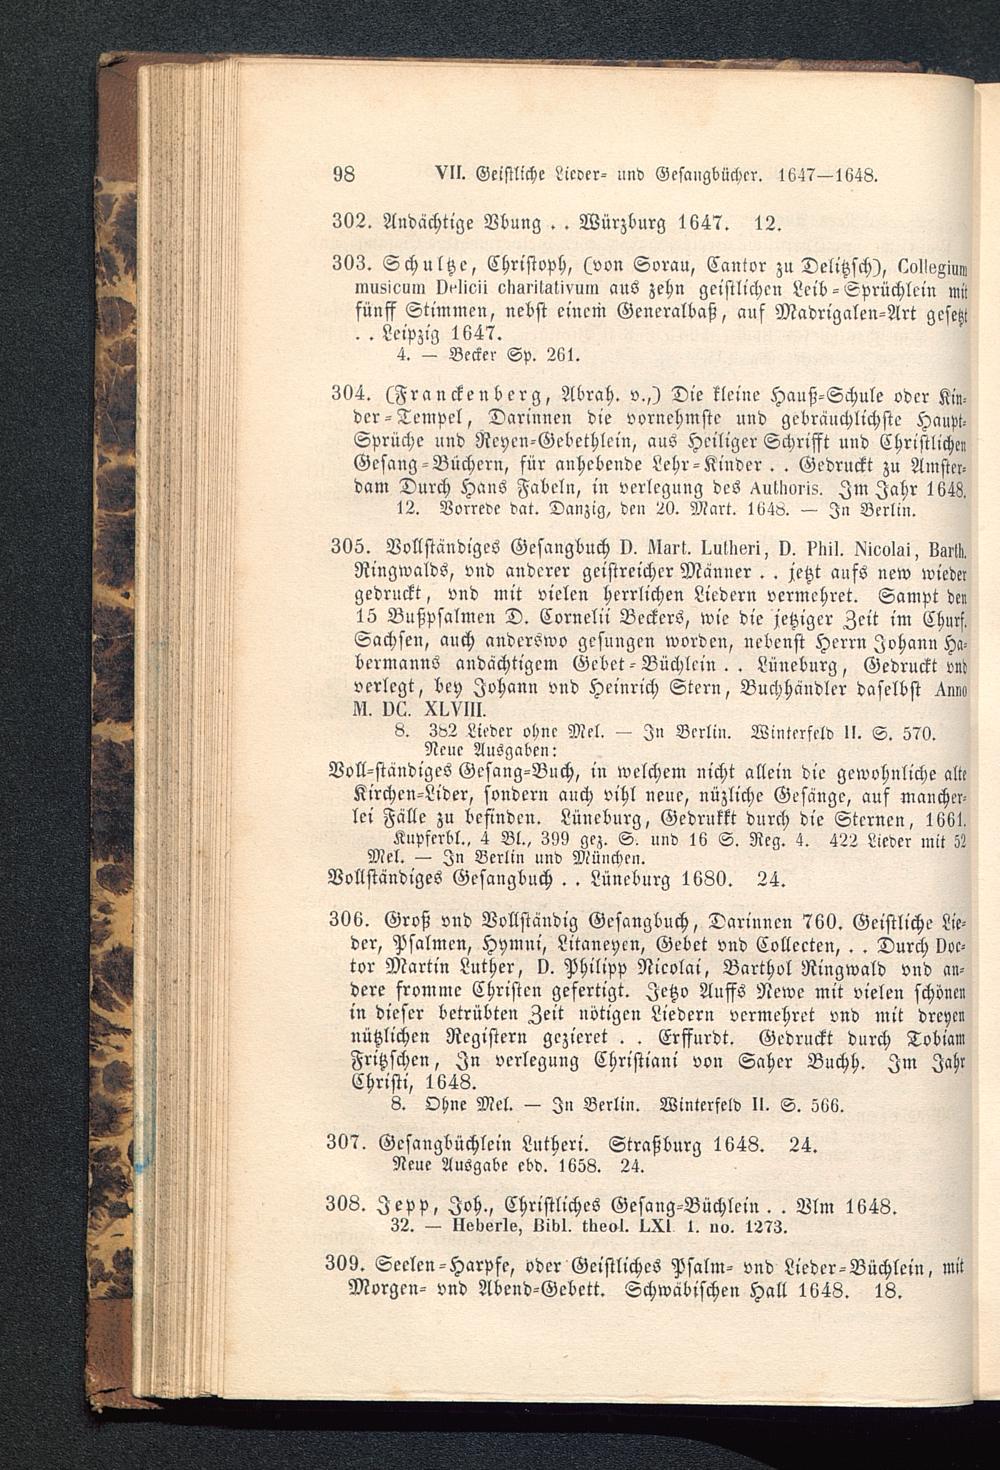 98 VII. Geistliche Lieder- und Gesangbücher. 1647—1648.
302. Andächtige Vbung . . Würzburg 1647. 12.
303. Schultze, Christoph, (von Sorau, Cantor zu Delitzsch), Collegium
musicum Delicii charitativum aus zehn geistlichen Leib-Sprüchlein mit
fünff Stimmen, nebst einem Generalbaß, auf Madrigalen-Art gesetzt
. . Leipzig 1647.
4. — Becker Sp. 261.
304. (Franckenberg, Abrah. v.,) Die kleine Hauß-Schule oder Kin-
der-Tempel, Darinnen die vornehmste und gebräuchlichste Haupt-
Sprüche und Reyen-Gebethlein, aus Heiliger Schrifft und Christlichen
Gesang-Büchern, für anhebende Lehr-Kinder . . Gedruckt zu Amster-
dam Durch Hans Fabeln, in verlegung des Authoris. Im Jahr 1648.
12. Vorrede dat. Danzig, den 20. Mart. 1648. — In Berlin.
305. Vollständiges Gesangbuch D. Mart. Lutheri, D. Phil. Nicolai, Barth.
Ringwalds, vnd anderer geistreicher Männer . . jetzt aufs new wieder
gedruckt, vnd mit vielen herrlichen Liedern vermehret. Sampt den
15 Bußpsalmen D. Cornelii Beckers, wie die jetziger Zeit im Churf.
Sachsen, auch anderswo gesungen worden, nebenst Herrn Johann Ha-
bermanns andächtigem Gebet-Büchlein . . Lüneburg, Gedruckt vnd
verlegt, bey Johann vnd Heinrich Stern, Buchhändler daselbst Anno
M. DC. XLVIII.
8. 382 Lieder ohne Mel. — In Berlin. Winterfeld II. S. 570.
Neue Ausgaben:
Voll-ständiges Gesang-Buch, in welchem nicht allein die gewohnliche alte
Kirchen-Lider, sondern auch vihl neue, nüzliche Gesänge, auf mancher-
lei Fälle zu befinden. Lüneburg, Gedrukkt durch die Sternen, 1661.
Kupferbl., 4 Bl., 399 gez. S. und 16 S. Reg. 4. 422 Lieder mit 52
Mel. — In Berlin und München.
Vollständiges Gesangbuch . . Lüneburg 1680. 24.
306. Groß vnd Vollständig Gesangbuch, Darinnen 760. Geistliche Lie-
der, Psalmen, Hymni, Litaneyen, Gebet vnd Collecten, . . Durch Doc-
tor Martin Luther, D. Philipp Nicolai, Barthol Ringwald vnd an-
dere fromme Christen gefertigt. Jetzo Auffs Newe mit vielen schönen
in dieser betrübten Zeit nötigen Liedern vermehret vnd mit dreyen
nützlichen Registern gezieret . . Erffurdt. Gedruckt durch Tobiam
Fritzschen, In verlegung Christiani von Saher Buchh. Im Jahr
Christi, 1648.
8. Ohne Mel. — In Berlin. Winterfeld II. S. 566.
307. Gesangbüchlein Lutheri. Straßburg 1648. 24.
Neue Ausgabe ebd. 1658. 24.
308. Jepp, Joh., Christliches Gesang-Büchlein . . Vlm 1648.
32. — Heberle, Bibl. theol. LXI. 1. no. 1273.
309. Seelen-Harpfe, oder Geistliches Psalm- vnd Lieder-Büchlein, mit
Morgen- vnd Abend-Gebett. Schwäbischen Hall 1648. 18.